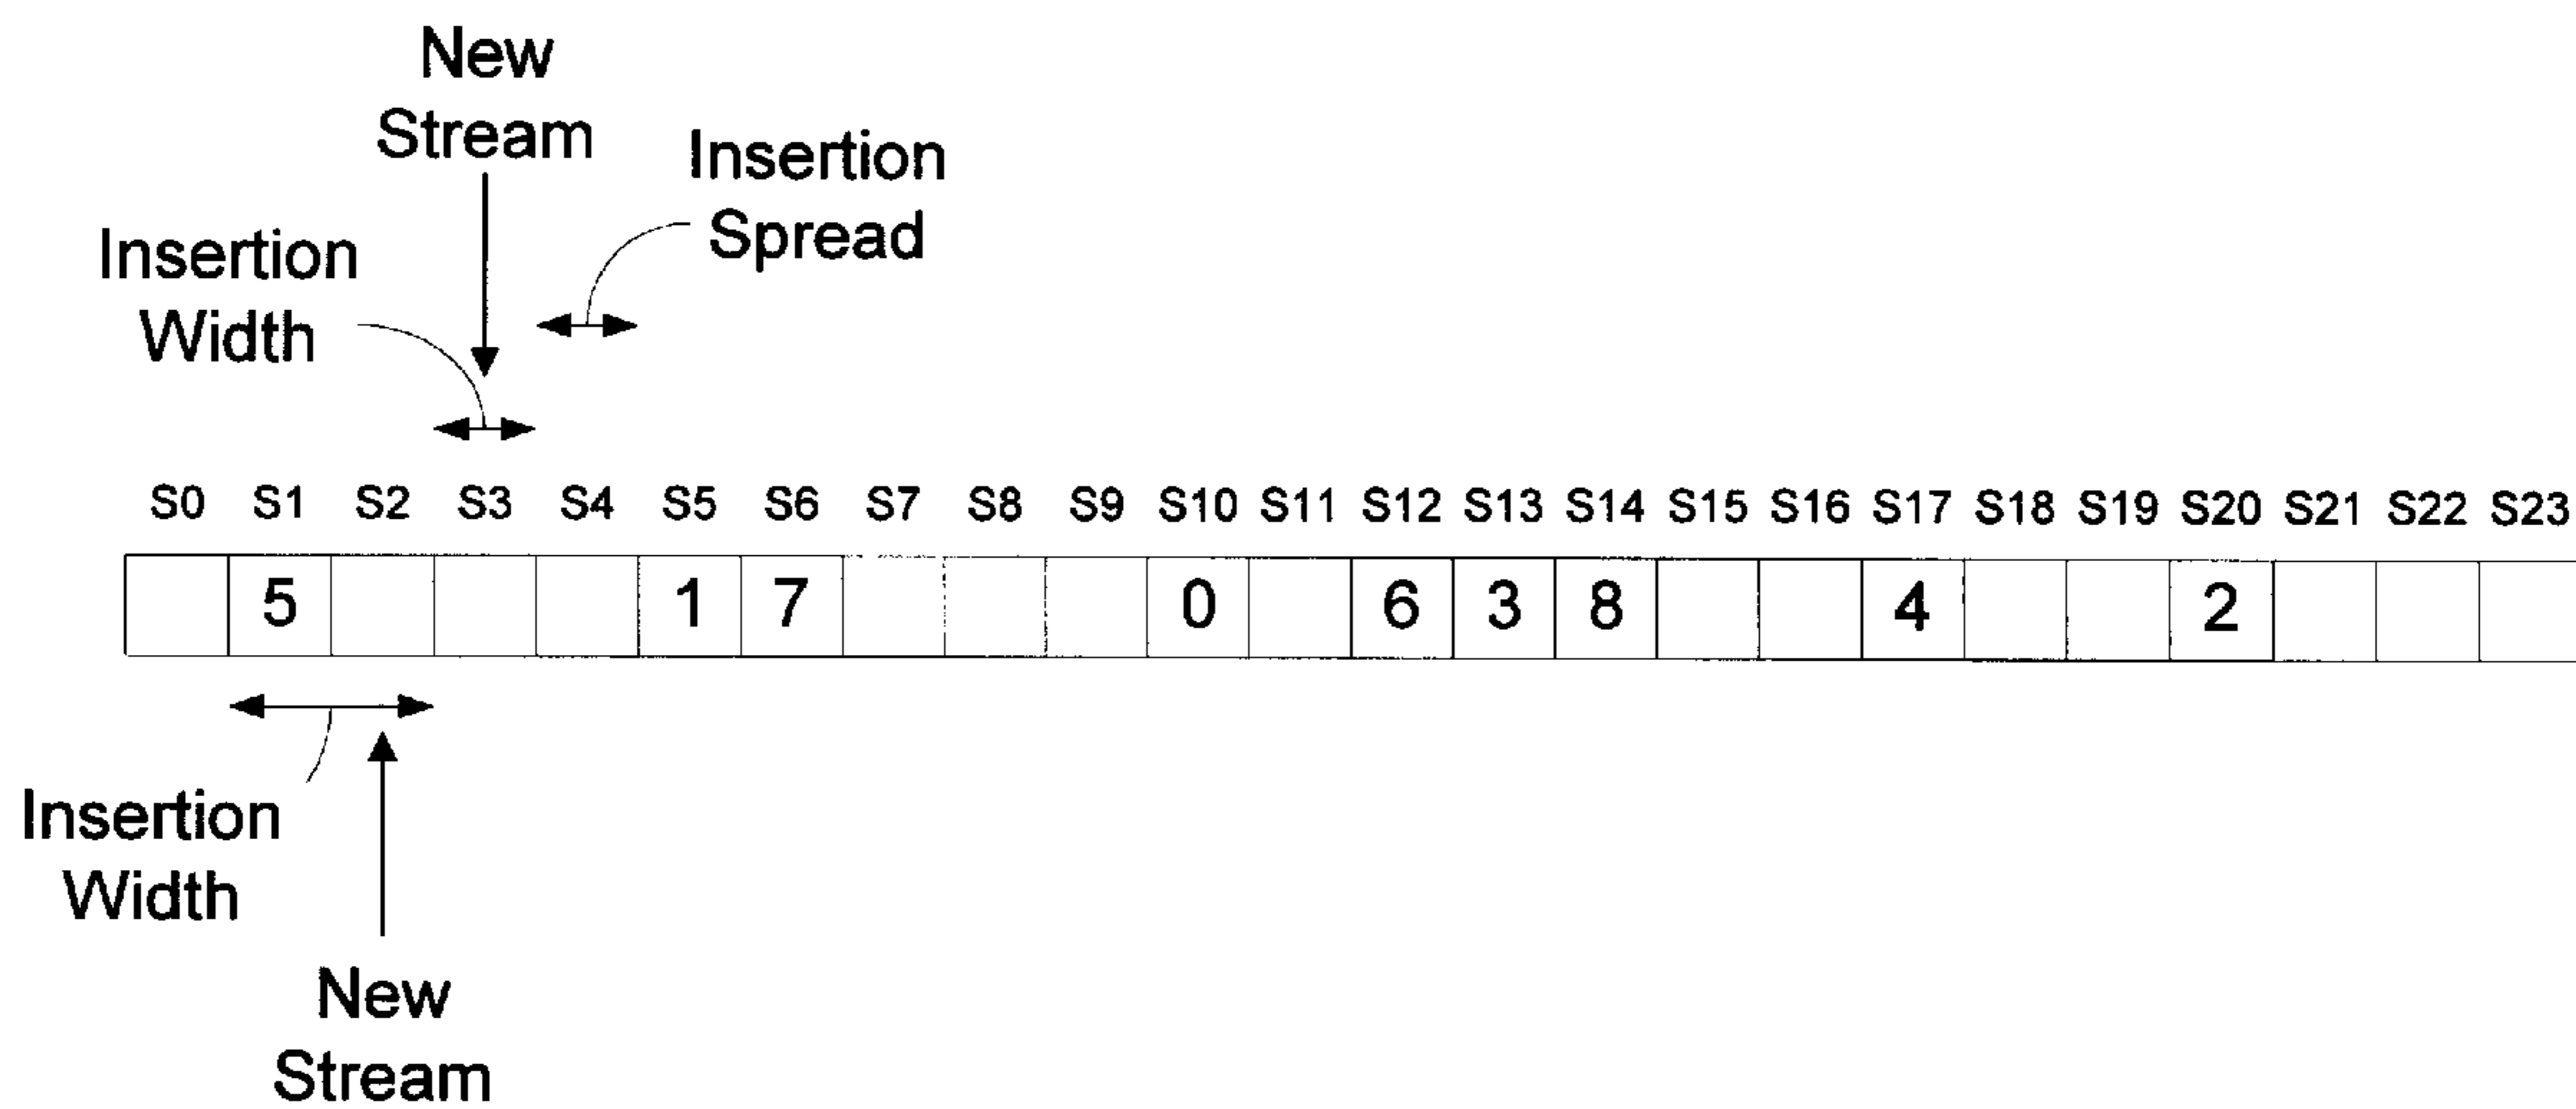 New
Stream
Insertion
Spread
Insertion
Width
S0 S1 S2 S3 S4 S5 S6 S7 S8 S9 S10 S11 S12 S13 S14 S15 S16 S17 S18 S19 S20 S21 S22 S23
5 1 7 0 6 3 8 4 2
Insertion
Width
New
Stream